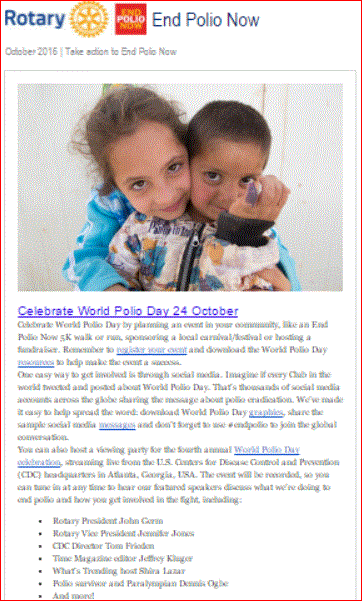 Rotary END POLIO NOW End Polio Now
October 2016 | Take action to End Polio Now
Celebrate World Polio Day 24 October
Celebrate World Polio Day by planning an event in your community, like an End
Polio Now 5K walk or run, sponsoring a local carnival/festival or hosting a
fundraiser. Remember to register your event and download the World Polio Day
resources to help make the event a success.
One easy way to get involved is through social media. Imagine if every Club in the
world tweeted and posted about World Polio Day. That's thousands of social media
accounts across the globe sharing the message about polio eradication. We've made
it easy to help spread the word: download World Polio Day graphics, share the
sample social media messages and don't forget to use #endpolio to join the global
conversation.
You can also host a viewing party for the fourth annual World Polio Day
celebration, streaming live from the U.S. Centers for Disease Control and Prevention
(CDC) headquarters in Atlanta, Georgia, USA. The event will be recorded, so you
can tune in at any time to hear our featured speakers discuss what we're doing to
end polio and how you get involved in the fight, including:
• Rotary President John Germ
• Rotary Vice President Jennifer Jones
• CDC Director Tom Frieden
• Time Magazine editor Jeffrey Kluger
• What's Trending host Shira Lazar
• Polio survivor and Paralympian Dennis Ogbe
• And more!